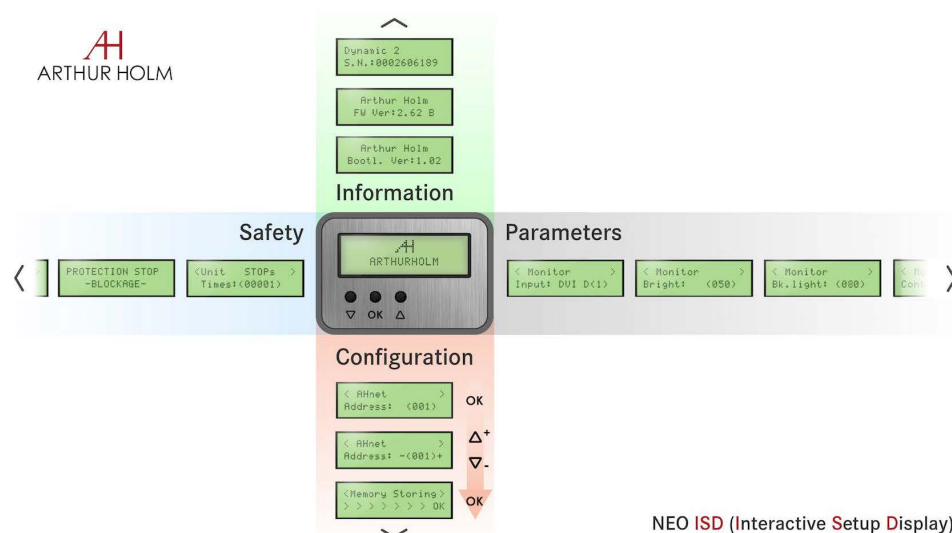 AH
ARTHUR HOLM
Dynamic 2
S.N.:0002606189
Arthur Holm
FW Ver:2.62 B
Arthur Holm
Bootl. Ver:1.02
Information
Safety
PROTECTION STOP
-BLOCKAGE-
<Unit STOPs >
Times:(00001)
AH
ARTHURHOLM
OK
Parameters
< Monitor >
Input: DVI D(1)
< Monitor >
Bright: (050)
< Monitor >
Bk.light: (080)
Configuration
< AHnet >
Address: (001)
OK
< AHnet >
Address: -(001)+
+
-
<Memory Storing>
> > > > > > > OK
OK
NEO ISD (Interactive Setup Display)